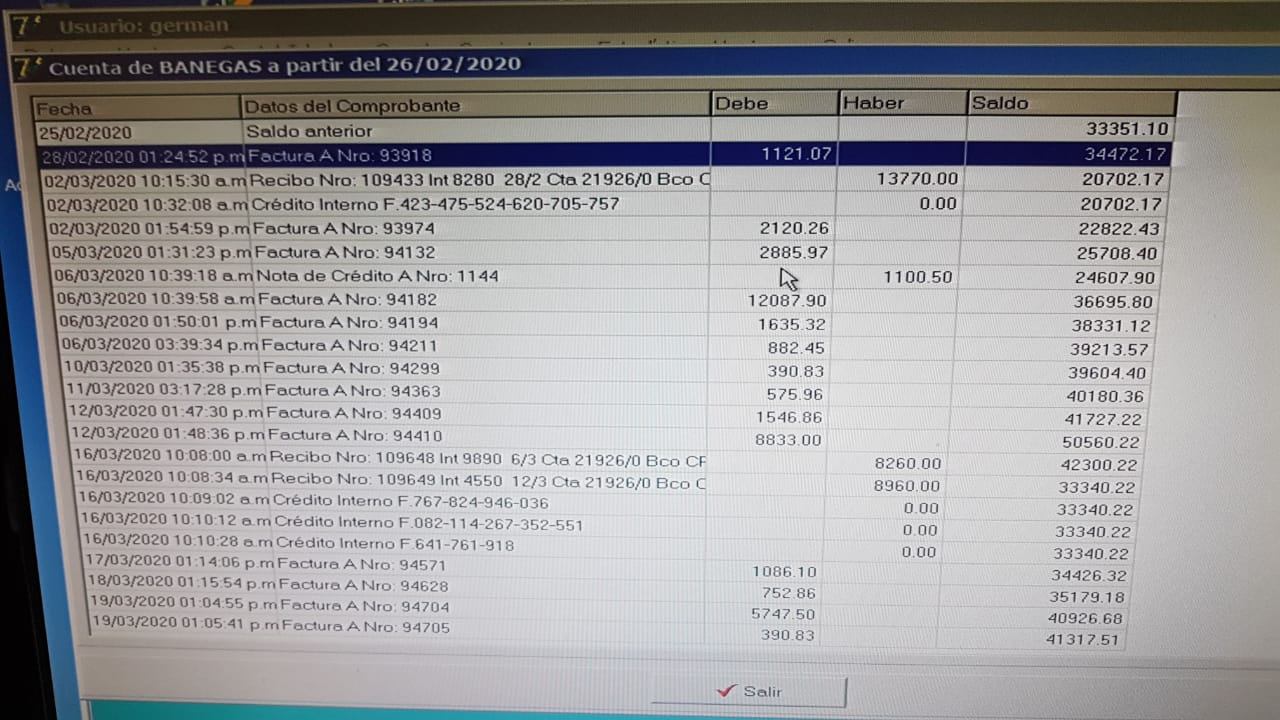 Usuario: german
Cuenta de BANEGAS a partir del 26/02/2020
Fecha Datos del Comprobante Debe Haber Saldo
25/02/2020 Saldo anterior 33351.10
28/02/2020 01:24:52 p.m Factura A Nro: 93918 1121.07 34472.17
02/03/2020 10:15:30 a.m Recibo Nro: 109433 Int 8280 28/2 Cta 21926/0 Bco C 13770.00 20702.17
02/03/2020 10:32:08 a.m Crédito Interno F.423-475-524-620-705-757 0.00 20702.17
02/03/2020 01:54:59 p.m Factura A Nro: 93974 2120.26 22822.43
05/03/2020 01:31:23 p.m Factura A Nro: 94132 2885.97 25708.40
06/03/2020 10:39:18 a.m Nota de Crédito A Nro: 1144 1100.50 24607.90
06/03/2020 10:39:58 a.m Factura A Nro: 94182 12087.90 36695.80
06/03/2020 01:50:01 p.m Factura A Nro: 94194 1635.32 38331.12
06/03/2020 03:39:34 p.m Factura A Nro: 94211 882.45 39213.57
10/03/2020 01:35:38 p.m Factura A Nro: 94299 390.83 39604.40
11/03/2020 03:17:28 p.m Factura A Nro: 94363 575.96 40180.36
12/03/2020 01:47:30 p.m Factura A Nro: 94409 1546.86 41727.22
12/03/2020 01:48:36 p.m Factura A Nro: 94410 8833.00 50560.22
16/03/2020 10:08:00 a.m Recibo Nro: 109648 Int 9890 6/3 Cta 21926/0 Bco CF 8260.00 42300.22
16/03/2020 10:08:34 a.m Recibo Nro: 109649 Int 4550 12/3 Cta 21926/0 Bco C 8960.00 33340.22
16/03/2020 10:09:02 a.m Crédito Interno F.767-824-946-036 0.00 33340.22
16/03/2020 10:10:12 a.m Crédito Interno F.082-114-267-352-551 0.00 33340.22
16/03/2020 10:10:28 a.m Crédito Interno F.641-761-918 0.00 33340.22
17/03/2020 01:14:06 p.m Factura A Nro: 94571 1086.10 34426.32
18/03/2020 01:15:54 p.m Factura A Nro: 94628 752.86 35179.18
19/03/2020 01:04:55 p.m Factura A Nro: 94704 5747.50 40926.68
19/03/2020 01:05:41 p.m Factura A Nro: 94705 390.83 41317.51
Salir